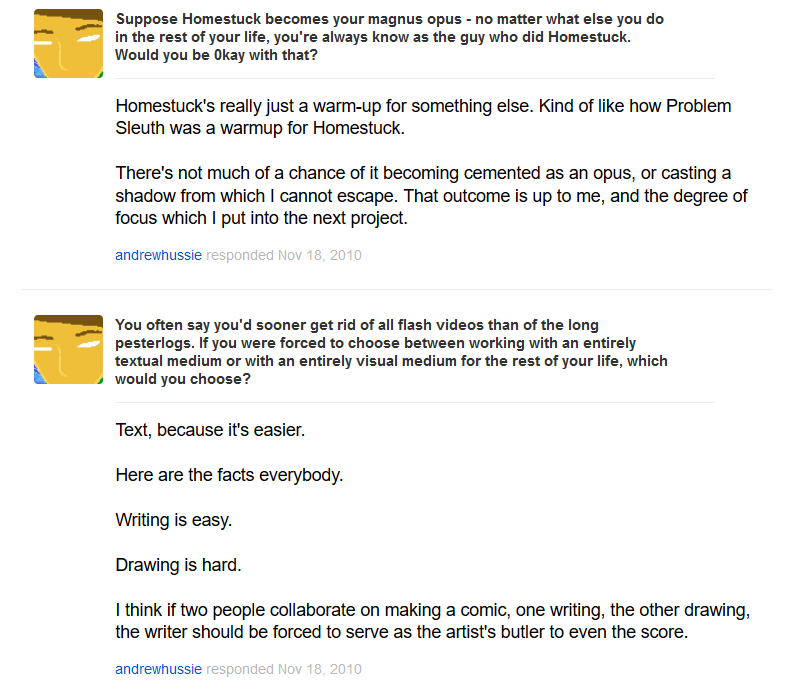 Suppose Homestuck becomes your magnus opus - no matter what else you do
in the rest of your life, you're always know as the guy who did Homestuck.
Would you be 0kay with that?
Homestuck's really just a warm-up for something else. Kind of like how Problem
Sleuth was a warmup for Homestuck.
There's not much of a chance of it becoming cemented as an opus, or casting a
shadow from which I cannot escape. That outcome is up to me, and the degree of
focus which I put into the next project.
andrewhussie responded Nov 18, 2010
You often say you'd sooner get rid of all flash videos than of the long
pesterlogs. If you were forced to choose between working with an entirely
textual medium or with an entirely visual medium for the rest of your life, which
would you choose?
Text, because it's easier.
Here are the facts everybody.
Writing is easy.
Drawing is hard.
I think if two people collaborate on making a comic, one writing, the other drawing,
the writer should be forced to serve as the artist's butler to even the score.
andrewhussie responded Nov 18, 2010